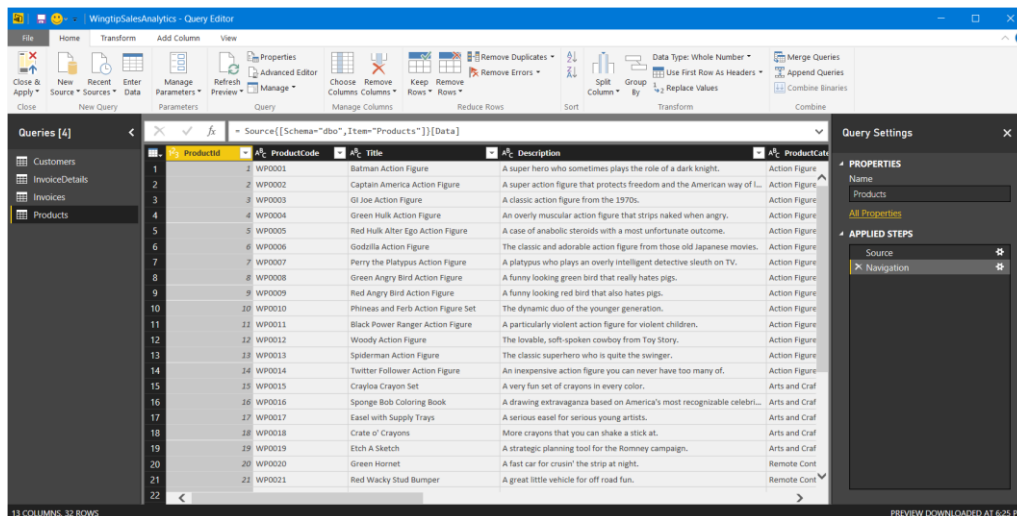 WingtipSalesAnalytics - Query Editor
File Home Transform Add Column View
Close & Apply
New Source
Recent Sources
Enter Data
Manage Parameters
Refresh Preview
Properties
Advanced Editor
Manage
Choose Columns
Remove Columns
Keep Rows
Remove Rows
Remove Duplicates
Remove Errors
Split Column
Group By
Data Type: Whole Number
Use First Row As Headers
Replace Values
Merge Queries
Append Queries
Combine Binaries
Close New Query Parameters Query Manage Columns Reduce Rows Sort Transform Combine
Queries [4]
Customers
InvoiceDetails
Invoices
Products
= Source{[Schema="dbo",Item="Products"]}[Data]
ProductId ProductCode Title Description ProductCate
1 1 WP0001 Batman Action Figure A super hero who sometimes plays the role of a dark knight. Action Figure
2 2 WP0002 Captain America Action Figure A super action figure that protects freedom and the American way of l... Action Figure
3 3 WP0003 GI Joe Action Figure A classic action figure from the 1970s. Action Figure
4 4 WP0004 Green Hulk Action Figure An overly muscular action figure that strips naked when angry. Action Figure
5 5 WP0005 Red Hulk Alter Ego Action Figure A case of anabolic steroids with a most unfortunate outcome. Action Figure
6 6 WP0006 Godzilla Action Figure The classic and adorable action figure from those old Japanese movies. Action Figure
7 7 WP0007 Perry the Platypus Action Figure A platypus who plays an overly intelligent detective sleuth on TV. Action Figure
8 8 WP0008 Green Angry Bird Action Figure A funny looking green bird that really hates pigs. Action Figure
9 9 WP0009 Red Angry Bird Action Figure A funny looking red bird that also hates pigs. Action Figure
10 10 WP0010 Phineas and Ferb Action Figure Set The dynamic duo of the younger generation. Action Figure
11 11 WP0011 Black Power Ranger Action Figure A particularly violent action figure for violent children. Action Figure
12 12 WP0012 Woody Action Figure The lovable, soft-spoken cowboy from Toy Story. Action Figure
13 13 WP0013 Spiderman Action Figure The classic superhero who is quite the swinger. Action Figure
14 14 WP0014 Twitter Follower Action Figure An inexpensive action figure you can never have too many of. Action Figure
15 15 WP0015 Crayloa Crayon Set A very fun set of crayons in every color. Arts and Craf
16 16 WP0016 Sponge Bob Coloring Book A drawing extravaganza based on America's most recognizable celebri... Arts and Craf
17 17 WP0017 Easel with Supply Trays A serious easel for serious young artists. Arts and Craf
18 18 WP0018 Crate o' Crayons More crayons that you can shake a stick at. Arts and Craf
19 19 WP0019 Etch A Sketch A strategic planning tool for the Romney campaign. Arts and Craf
20 20 WP0020 Green Hornet A fast car for crusin' the strip at night. Remote Cont
21 21 WP0021 Red Wacky Stud Bumper A great little vehicle for off road fun. Remote Cont
22
Query Settings
PROPERTIES
Name
Products
All Properties
APPLIED STEPS
Source
Navigation
13 COLUMNS, 32 ROWS
PREVIEW DOWNLOADED AT 6:25 P